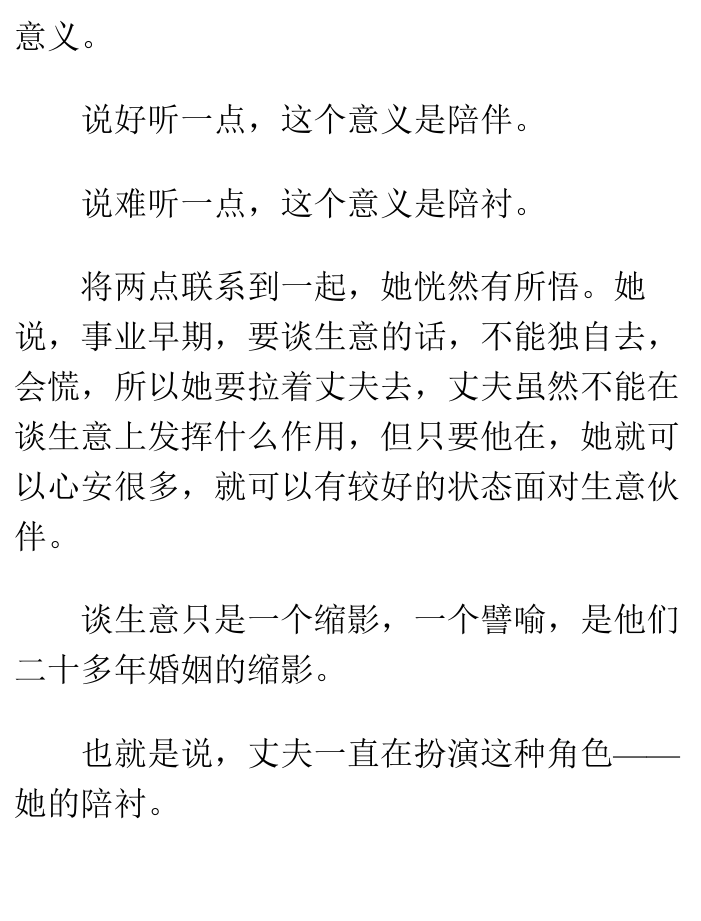 意义。
说好听一点，这个意义是陪伴。
说难听一点，这个意义是陪衬。
将两点联系到一起，她恍然有所悟。她
说，事业早期，要谈生意的话，不能独自去，
会慌，所以她要拉着丈夫去，丈夫虽然不能在
谈生意上发挥什么作用，但只要他在，她就可
以心安很多，就可以有较好的状态面对生意伙
伴。
谈生意只是一个缩影，一个譬喻，是他们
二十多年婚姻的缩影。
也就是说，丈夫一直在扮演这种角色——
她的陪衬。